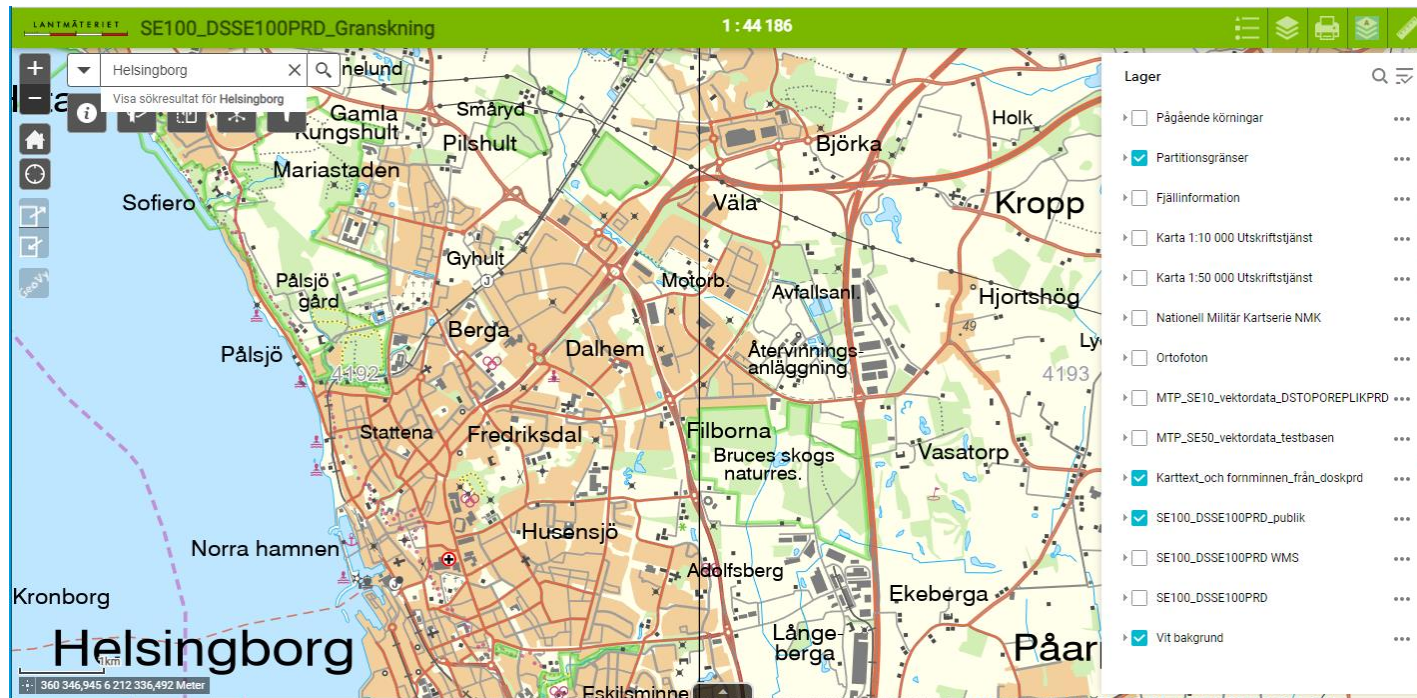 LANTMÄTERIET
SE100_DSSE100PRD_Granskning
1 : 44 186
Helsingborg
Visa sökresultat för Helsingborg
nelund
Gamla
Kungshult
Småryd
Pilshult
Björka
Holk
Mariastaden
Sofiero
Väla
Kropp
Gyhult
J
Pålsjö
gård
Motorb.
Avfallsanl.
Hjortshög
49
Berga
Dalhem
Återvinnings-
anläggning
Ly
Pålsjö
4192
4193
Stattena
Fredriksdal
Filborna
Bruces skogs
naturres.
Vasatorp
Husensjö
Norra hamnen
Adolfsberg
Ekeberga
Kronborg
Helsingborg
Långe-
berga
Påar
Eskilsminne
1km
360 346,945 6 212 336,492 Meter
GeoVy
Lager
Pågående körningar
Partitionsgränser
Fjällinformation
Karta 1:10 000 Utskriftstjänst
Karta 1:50 000 Utskriftstjänst
Nationell Militär Kartserie NMK
Ortofoton
MTP_SE10_vektordata_DSTOPOREPLIKPRD
MTP_SE50_vektordata_testbasen
Karttext_och fornminnen_från_doskprd
SE100_DSSE100PRD_publik
SE100_DSSE100PRD WMS
SE100_DSSE100PRD
Vit bakgrund